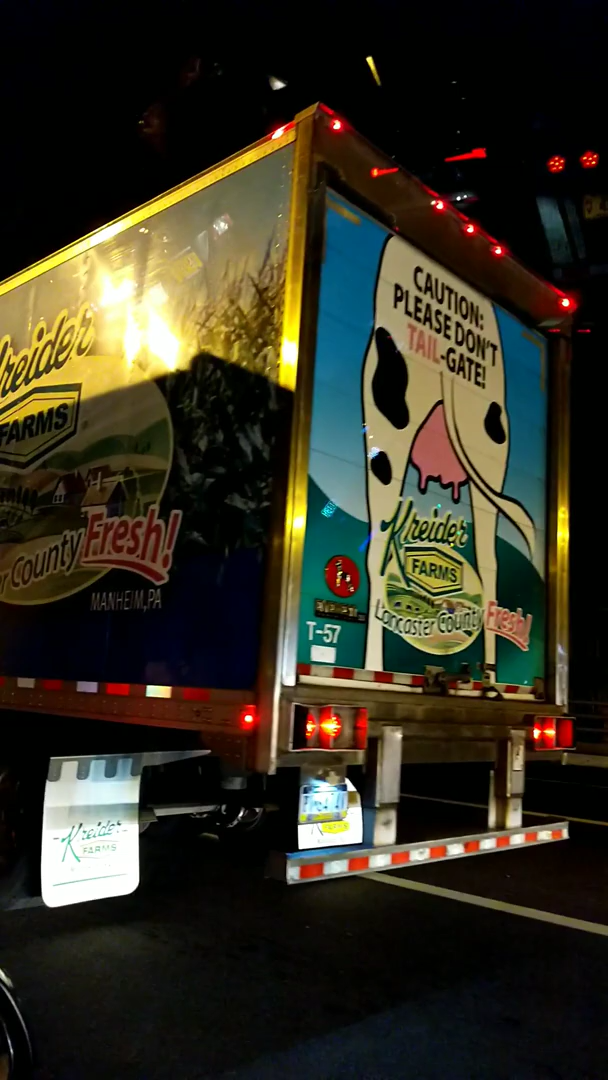 Kreider
FARMS
County Fresh!
MANHEIM, PA
CAUTION:
PLEASE DON'T
TAIL-GATE!
Kreider
FARMS
Lancaster County Fresh!
T-57
Kreider
FARMS